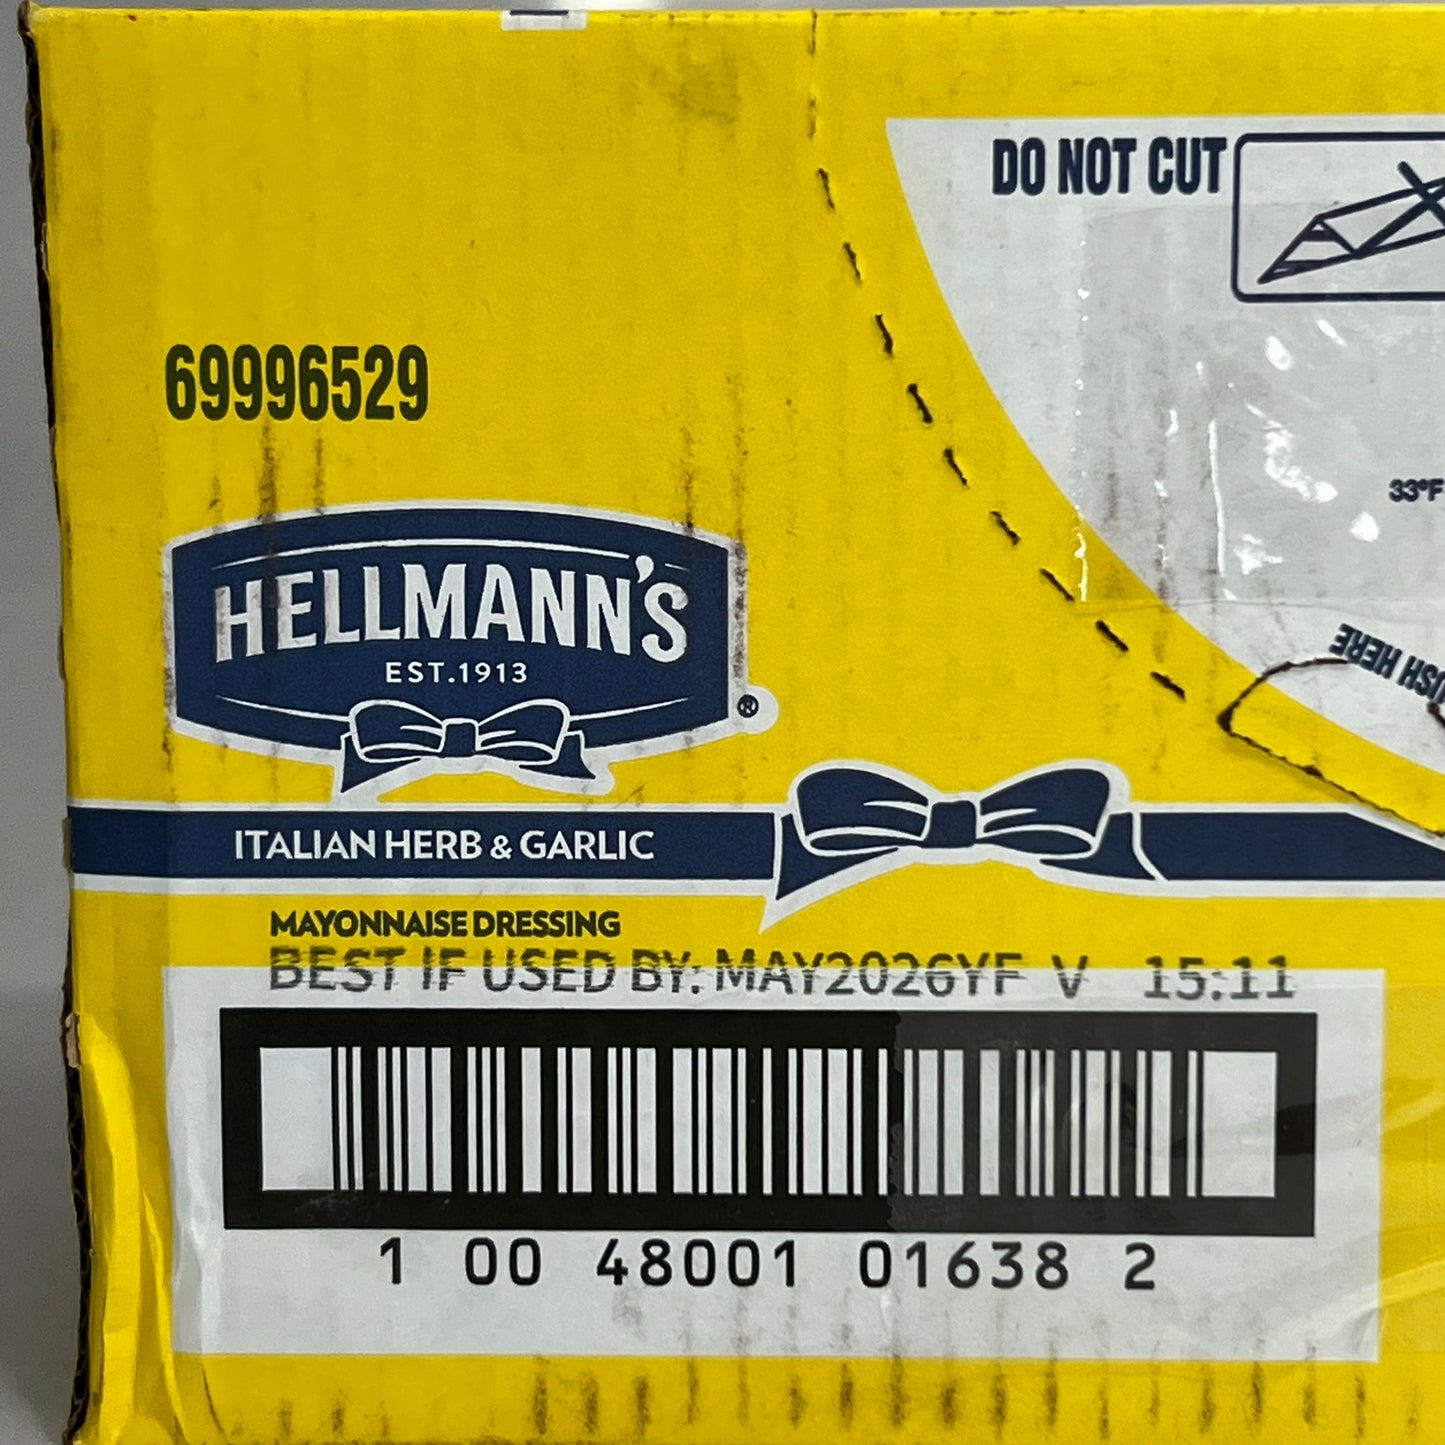 DO NOT CUT
69996529
33°F
HELLMANN'S
EST.1913
®
HERE
ITALIAN HERB & GARLIC
MAYONNAISE DRESSING
BEST IF USED BY: MAY2026YF V 15:11
1 00 48001 01638 2